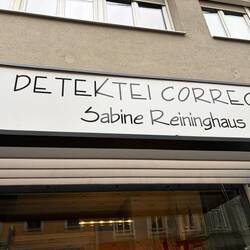 DETEKTEI CORREC
Sabine Reininghaus